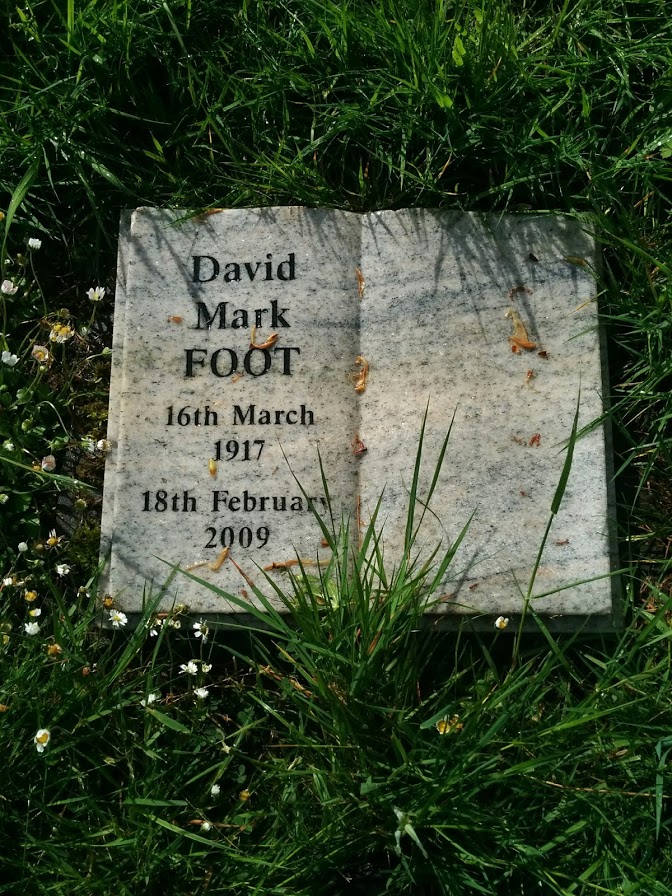 David
Mark
FOOT
16th March
1917
18th February
2009